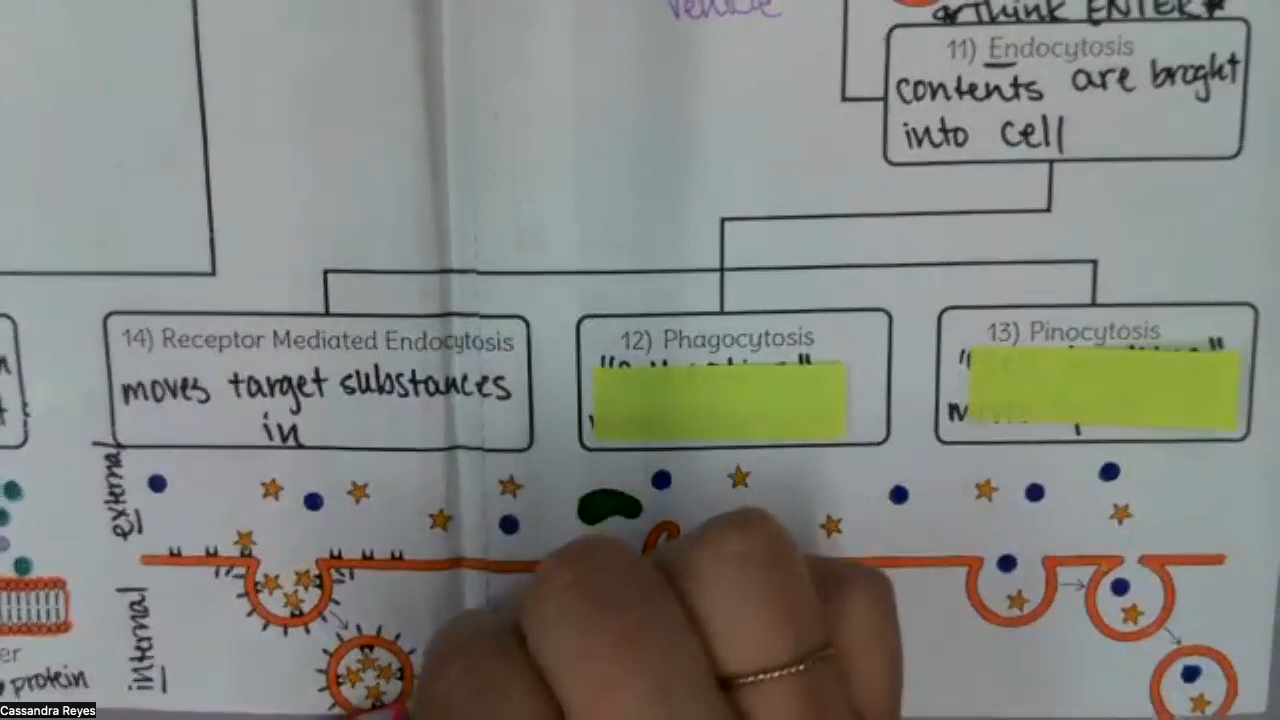 Think ENTER
11) Endocytosis
contents are broght
into cell
14) Receptor Mediated Endocytosis
moves target substances
in
12) Phagocytosis
13) Pinocytosis
external
internal
protein
Cassandra Reyes